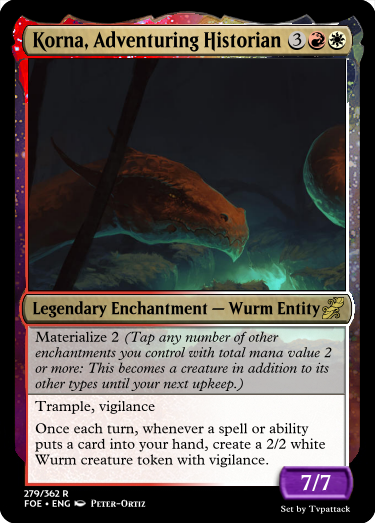 Korna, Adventuring Historian 3
Legendary Enchantment — Wurm Entity
Materialize 2 (Tap any number of other
enchantments you control with total mana value 2
or more: This becomes a creature in addition to its
other types until your next upkeep.)
Trample, vigilance
Once each turn, whenever a spell or ability
puts a card into your hand, create a 2/2 white
Wurm creature token with vigilance.
7/7
279/362 R
FOE • ENG Peter-Ortiz
Set by Tvpattack